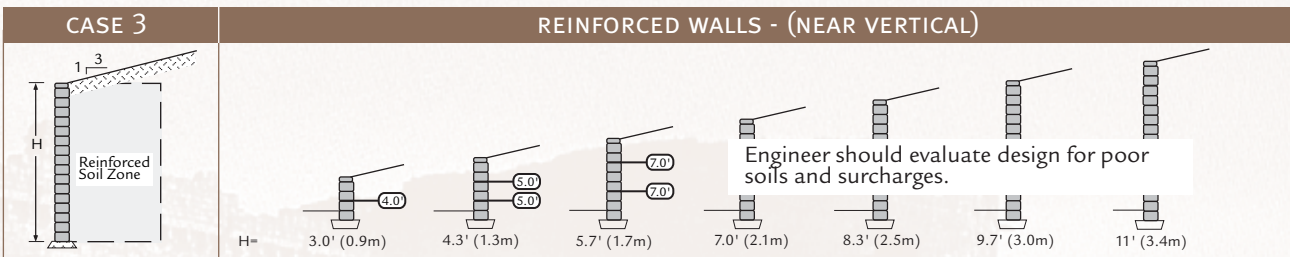 CASE 3
REINFORCED WALLS - (NEAR VERTICAL)
3
1
H
Reinforced
Soil Zone
4.0'
5.0'
5.0'
7.0'
7.0'
Engineer should evaluate design for poor
soils and surcharges.
H= 3.0' (0.9m) 4.3' (1.3m) 5.7' (1.7m) 7.0' (2.1m) 8.3' (2.5m) 9.7' (3.0m) 11' (3.4m)